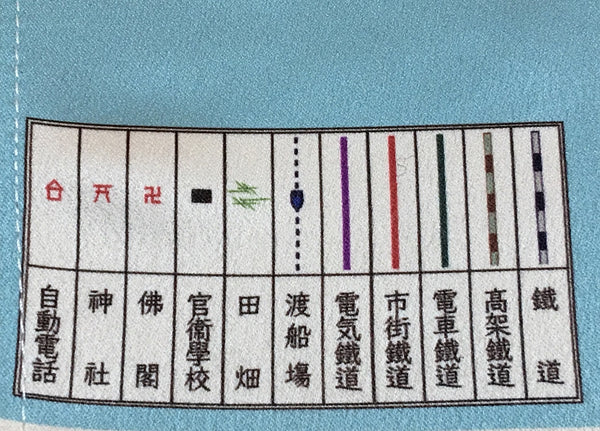 鐵道
高架鐵道
電車鐵道
市街鐵道
電気鐵道
渡船場
田畑
官衙學校
佛閣
神社
自動電話